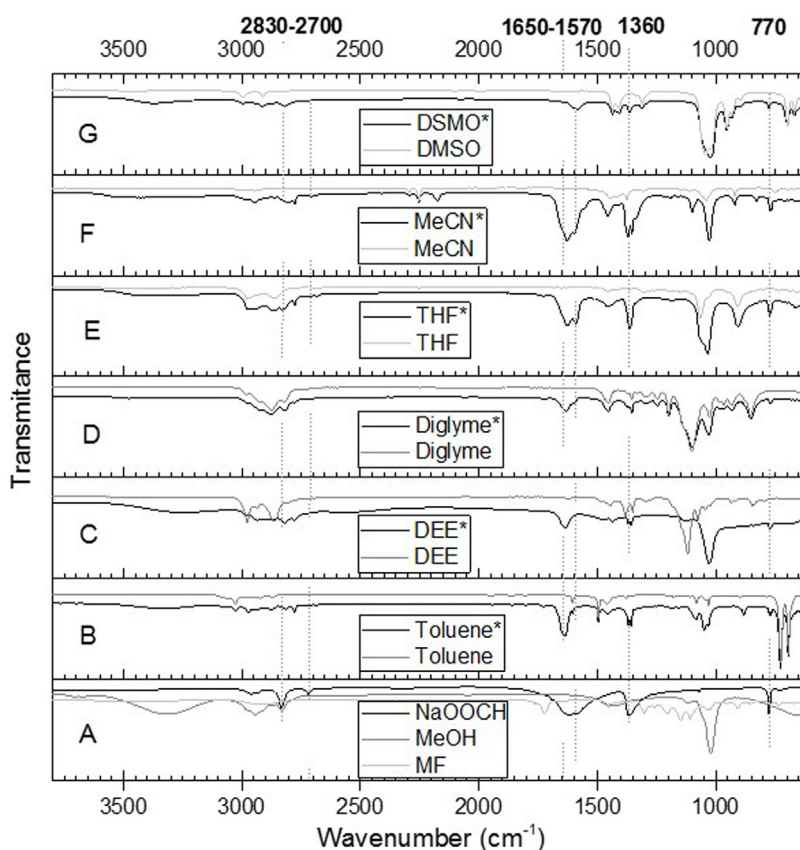 2830-2700 1650-1570 1360 770
3500 3000 2500 2000 1500 1000
G
DSMO*
DMSO
F
MeCN*
MeCN
E
THF*
THF
D
Diglyme*
Diglyme
C
DEE*
DEE
B
Toluene*
Toluene
A
NaOOCH
MeOH
MF
3500 3000 2500 2000 1500 1000
Wavenumber (cm-1)
Transmitance